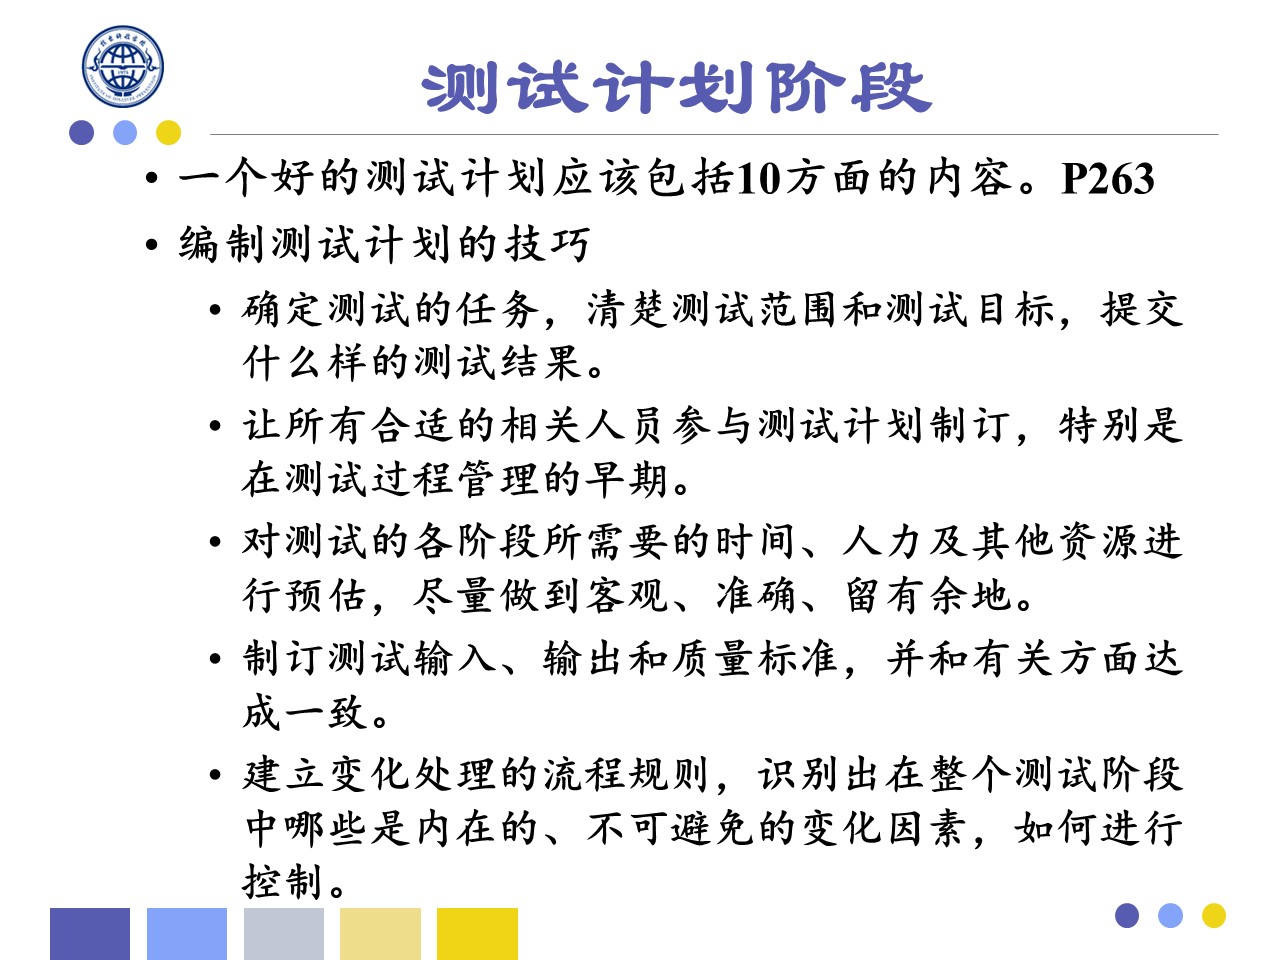 测试计划阶段
一个好的测试计划应该包括10方面的内容。P263
编制测试计划的技巧
确定测试的任务，清楚测试范围和测试目标，提交
什么样的测试结果。
让所有合适的相关人员参与测试计划制订，特别是
在测试过程管理的早期。
对测试的各阶段所需要的时间、人力及其他资源进
行预估，尽量做到客观、准确、留有余地。
制订测试输入、输出和质量标准，并和有关方面达
成一致。
建立变化处理的流程规则，识别出在整个测试阶段
中哪些是内在的、不可避免的变化因素，如何进行
控制。